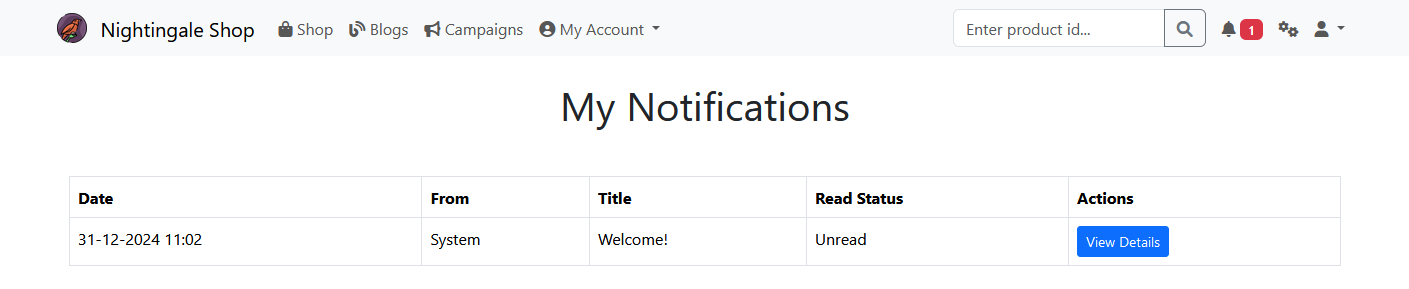 Nightingale Shop Shop Blogs Campaigns My Account Enter product id... 1
My Notifications
Date From Title Read Status Actions
31-12-2024 11:02 System Welcome! Unread View Details